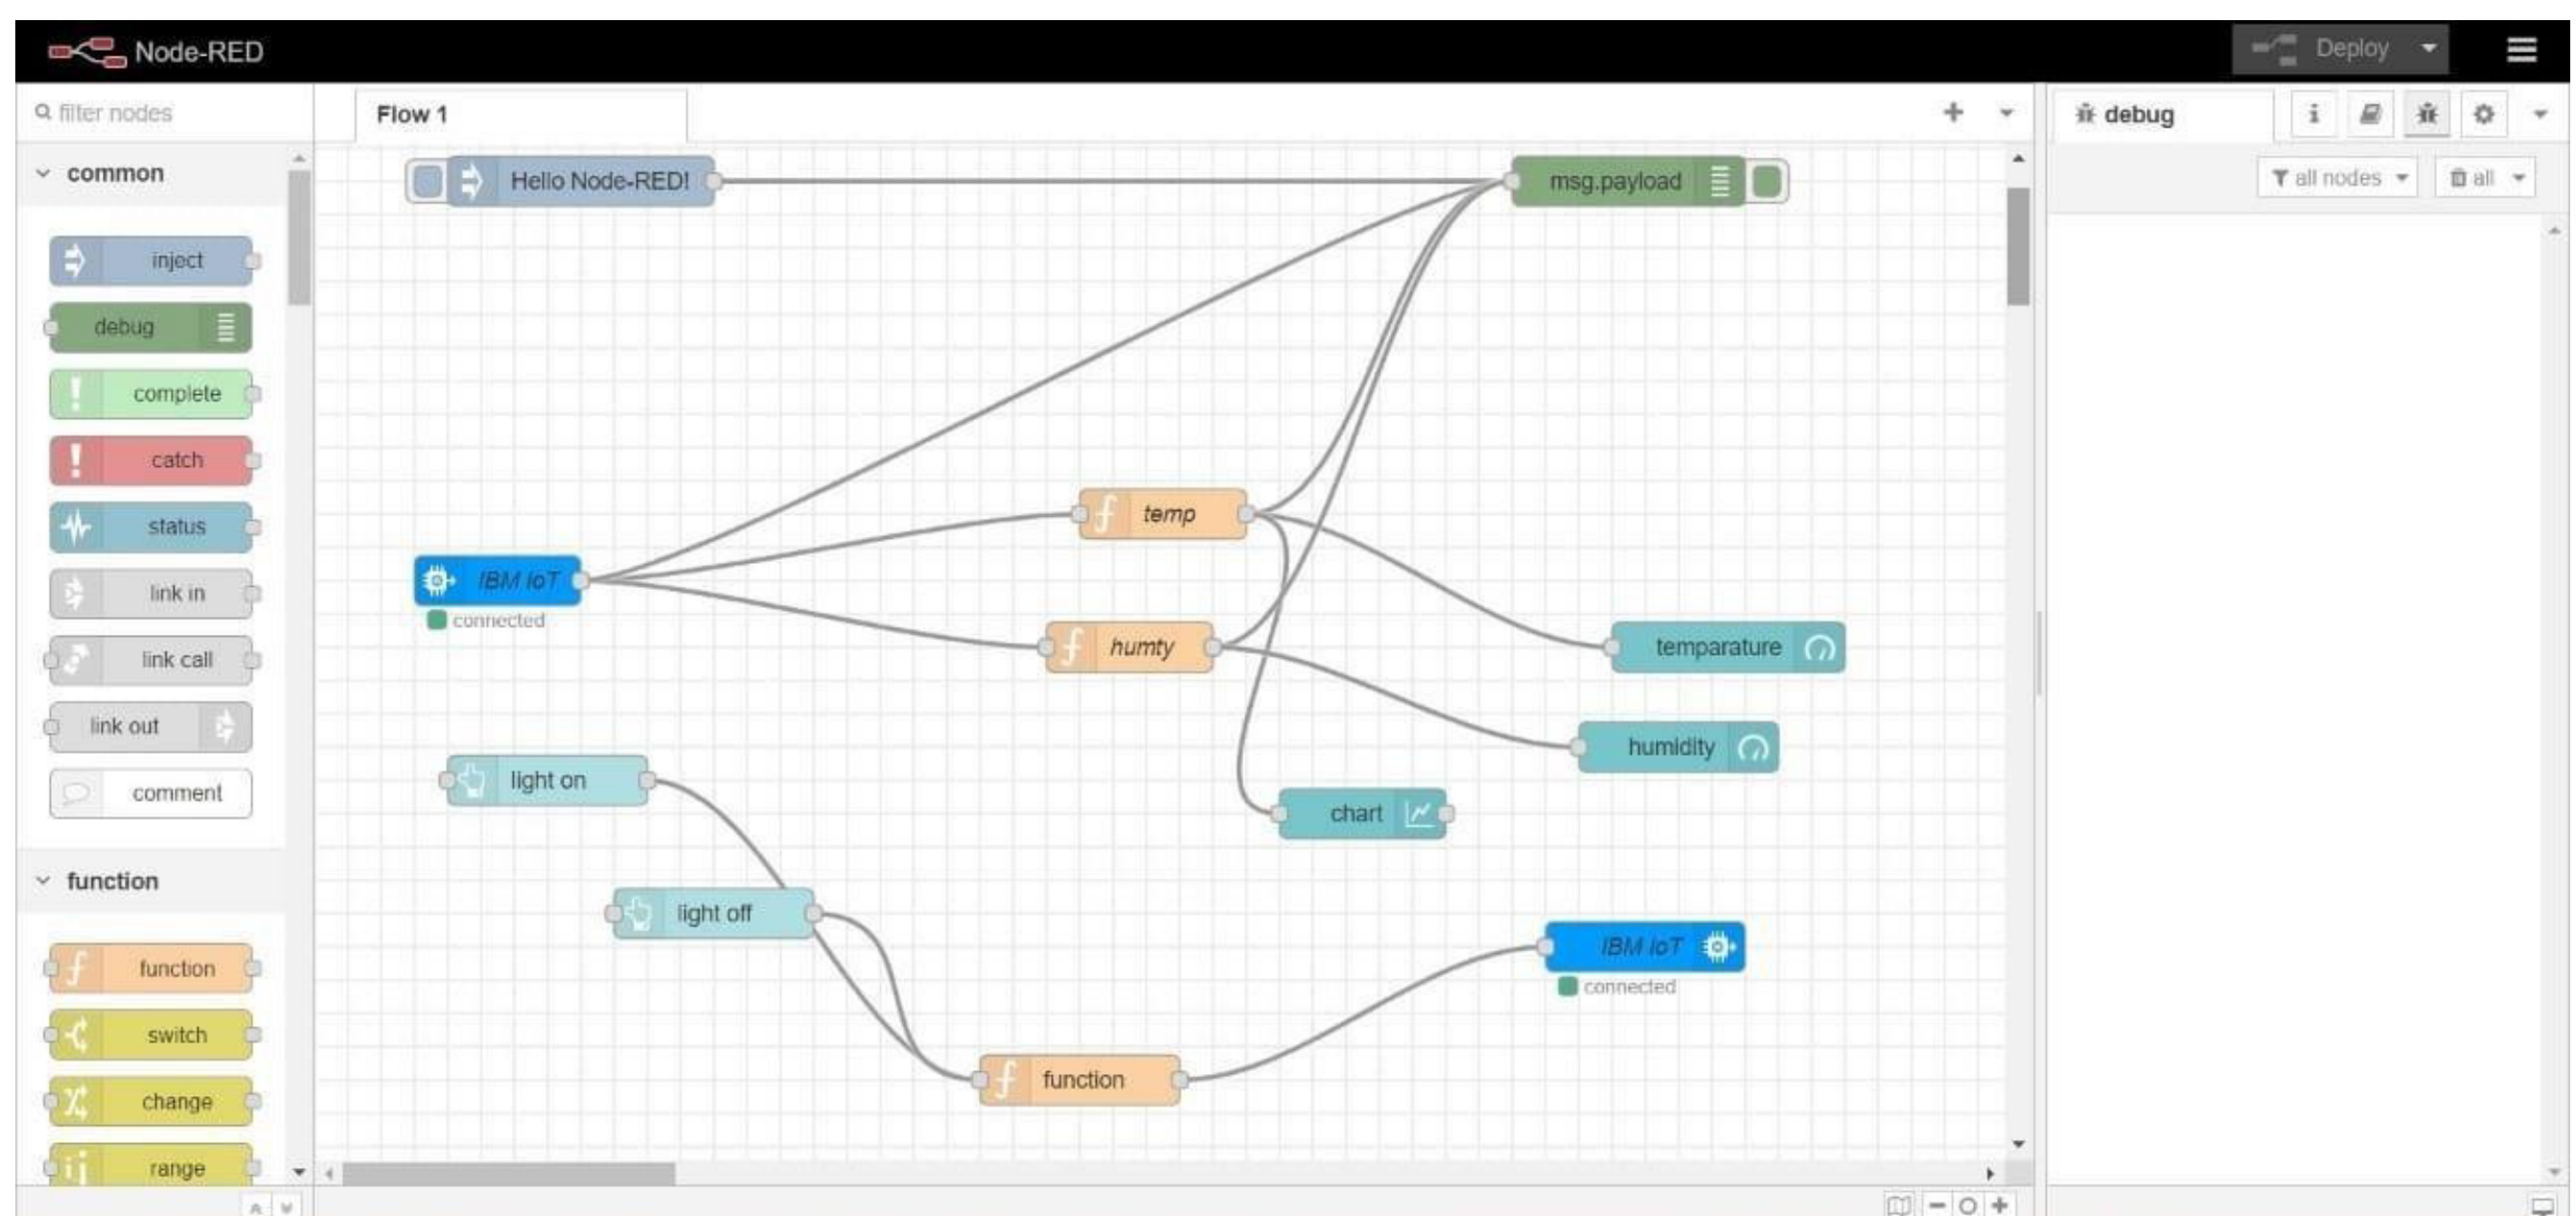 Node-RED
Deploy
filter nodes
Flow 1
debug
common
all nodes
all
inject
debug
complete
catch
status
link in
link call
link out
comment
function
function
switch
change
range
Hello Node-RED!
msg.payload
temp
IBM IoT
connected
humty
temparature
humidity
light on
chart
light off
IBM IoT
connected
function